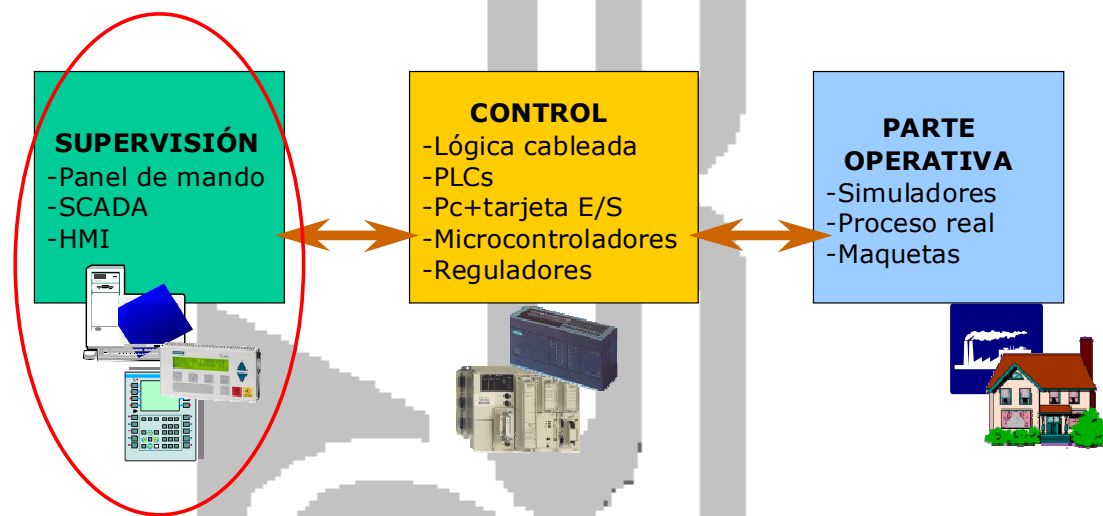 SUPERVISIÓN
-Panel de mando
-SCADA
-HMI
CONTROL
-Lógica cableada
-PLCs
-Pc+tarjeta E/S
-Microcontroladores
-Reguladores
PARTE
OPERATIVA
-Simuladores
-Proceso real
-Maquetas